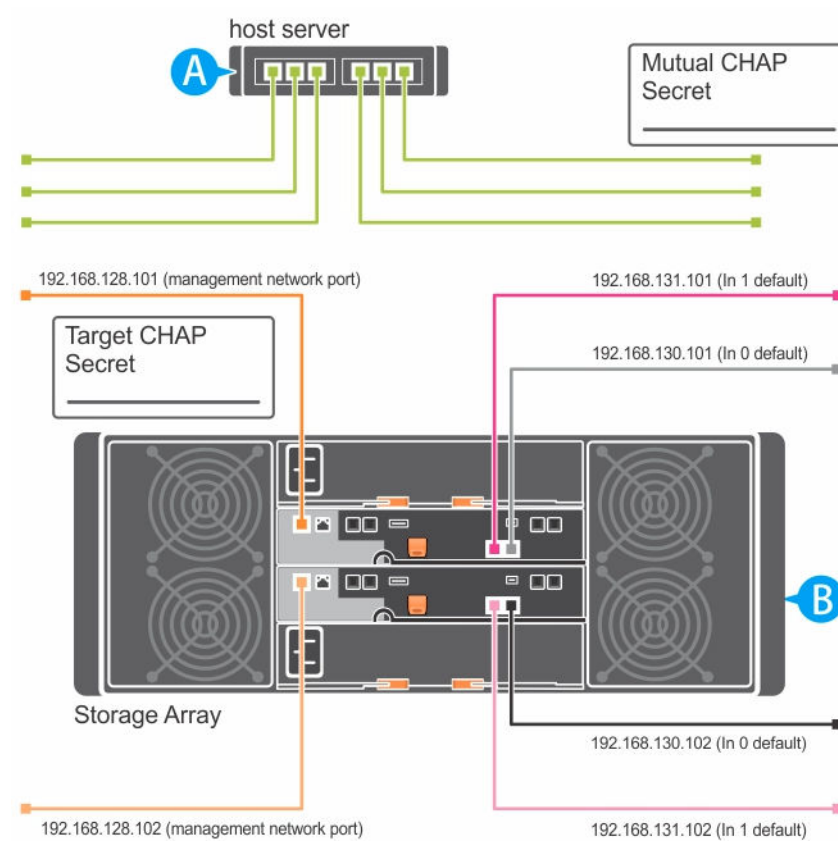 host server
A
Mutual CHAP
Secret
192.168.128.101 (management network port)
192.168.131.101 (In 1 default)
Target CHAP
Secret
192.168.130.101 (In 0 default)
B
Storage Array
192.168.130.102 (In 0 default)
192.168.128.102 (management network port)
192.168.131.102 (In 1 default)